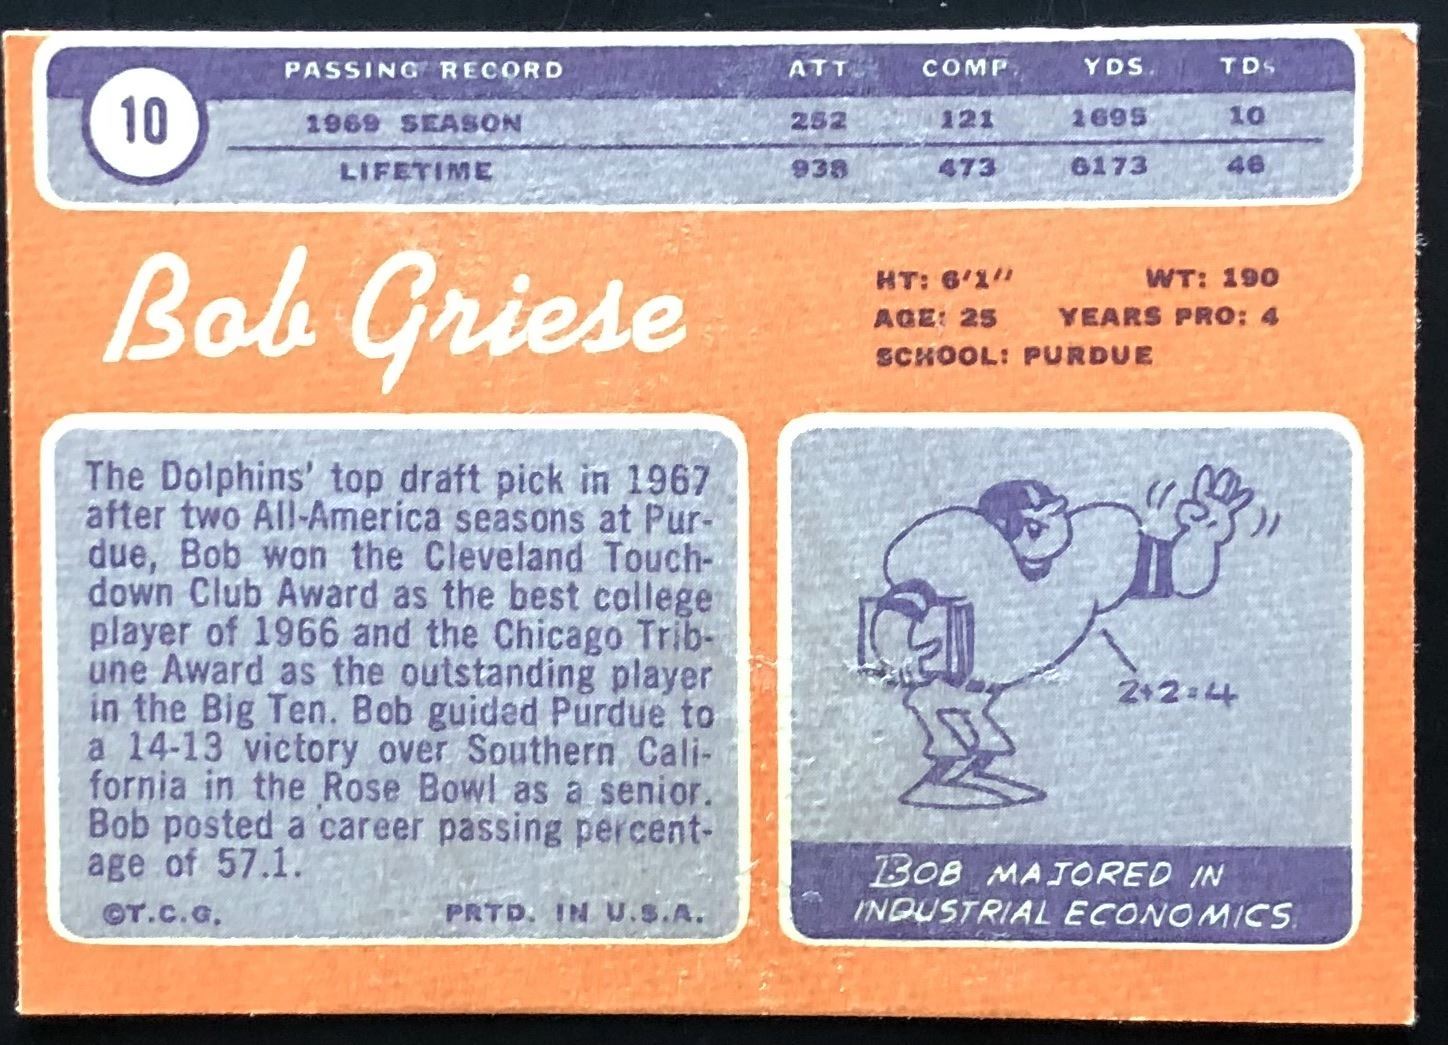 10
PASSING RECORD ATT. COMP. YDS. TDs
1969 SEASON 252 121 1695 10
LIFETIME 938 473 6173 46
Bob Griese
HT: 6'1" WT: 190
AGE: 25 YEARS PRO: 4
SCHOOL: PURDUE
The Dolphins' top draft pick in 1967
after two All-America seasons at Pur-
due, Bob won the Cleveland Touch-
down Club Award as the best college
player of 1966 and the Chicago Trib-
une Award as the outstanding player
in the Big Ten. Bob guided Purdue to
a 14-13 victory over Southern Cali-
fornia in the Rose Bowl as a senior.
Bob posted a career passing percent-
age of 57.1.
©T.C.G. PRTD. IN U.S.A.
2+2=4
BOB MAJORED IN
INDUSTRIAL ECONOMICS.